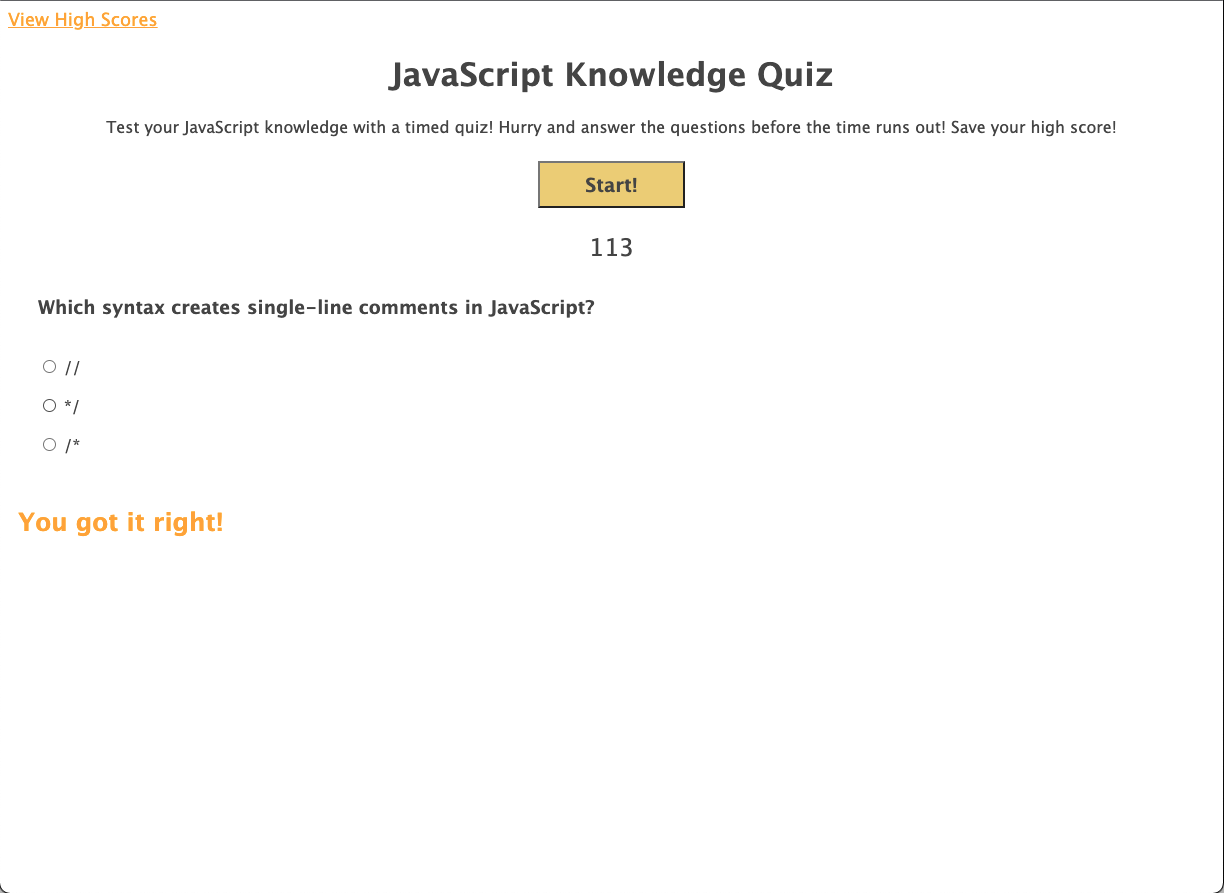 View High Scores
JavaScript Knowledge Quiz
Test your JavaScript knowledge with a timed quiz! Hurry and answer the questions before the time runs out! Save your high score!
Start!
113
Which syntax creates single-line comments in JavaScript?
//
*/
/*
You got it right!